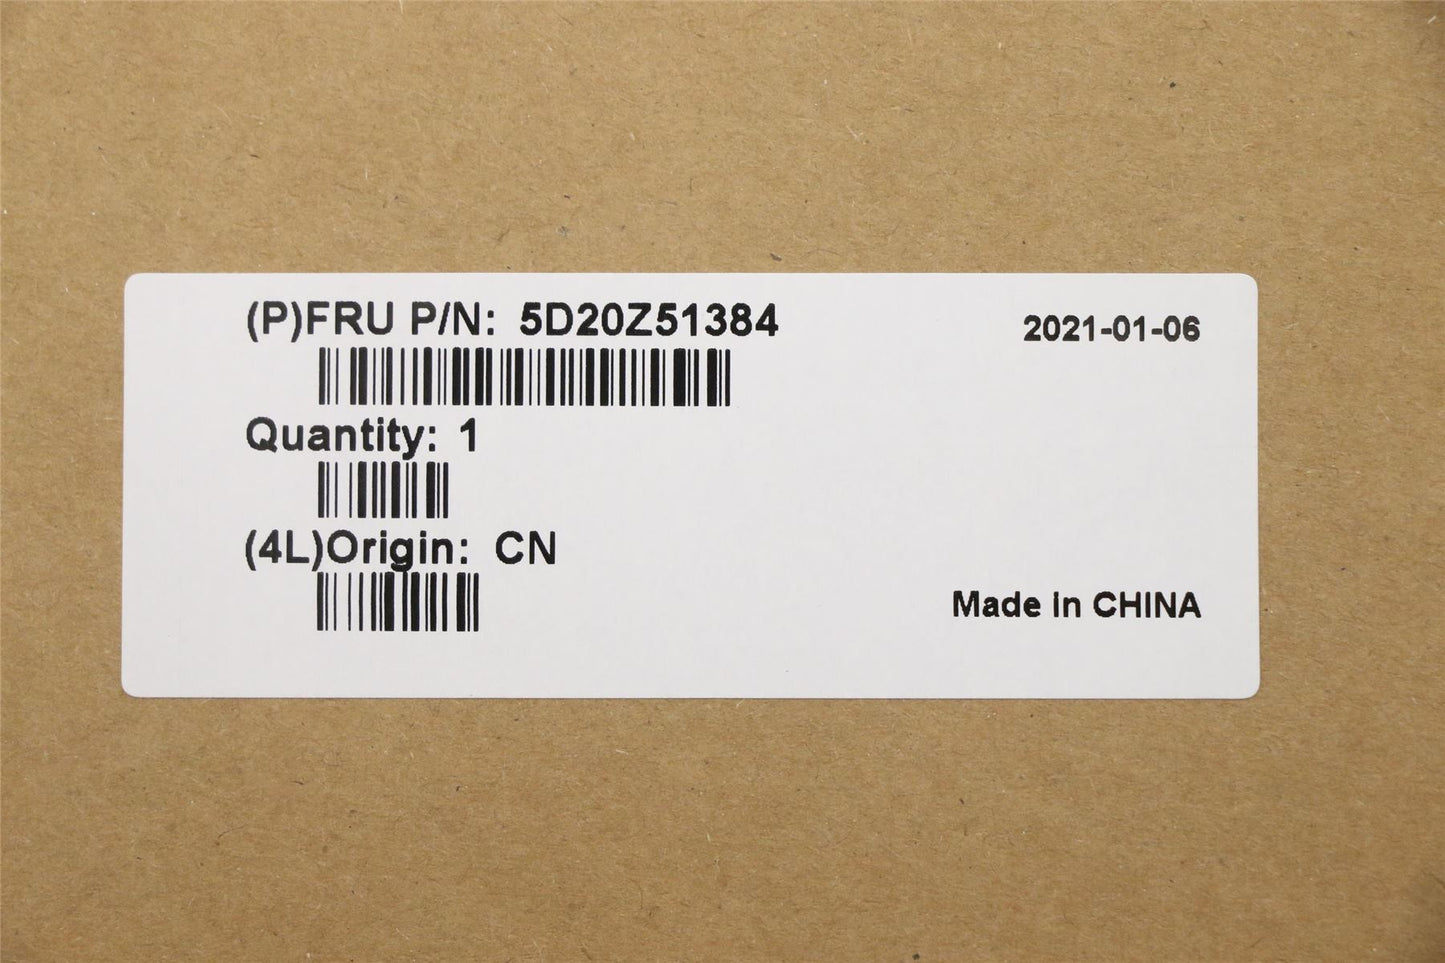 (P)FRU P/N: 5D20Z51384
2021-01-06
Quantity: 1
(4L)Origin: CN
Made in CHINA